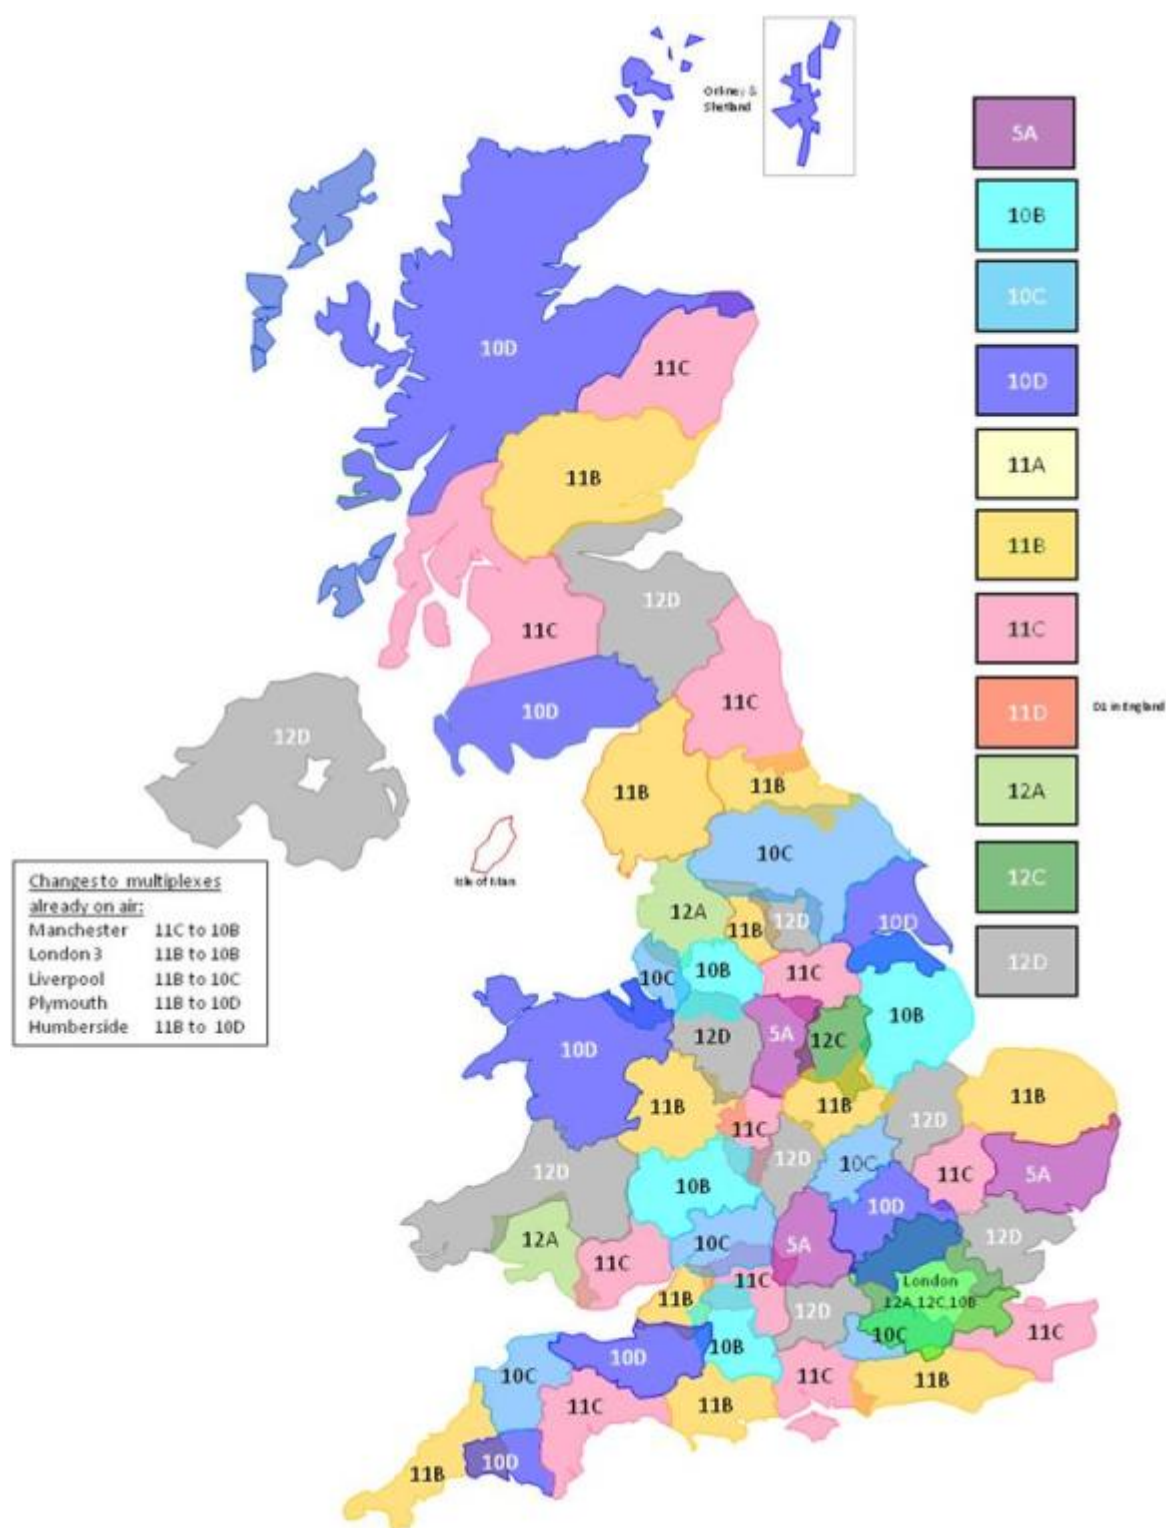 Orkney &
Shetland
5A
10B
10C
10D
11A
11B
11C
11D
D1 in England
12A
12C
12D
10D
11C
11B
12D
11C
10D
11C
12D
11B
11B
Isle of Man
10C
12A
11B
12D
10D
10C
10B
11C
10B
12D
5A
12C
10D
11B
11C
11B
12D
11B
12D
10C
11C
5A
12D
10B
10D
12D
12A
11C
10C
5A
11C
London
12A,12C,10B
11B
12D
10C
11C
10D
10B
10C
11C
11B
11C
11B
10D
11B
Changes to multiplexes
already on air:
Manchester 11C to 10B
London 3 11B to 10B
Liverpool 11B to 10C
Plymouth 11B to 10D
Humberside 11B to 10D